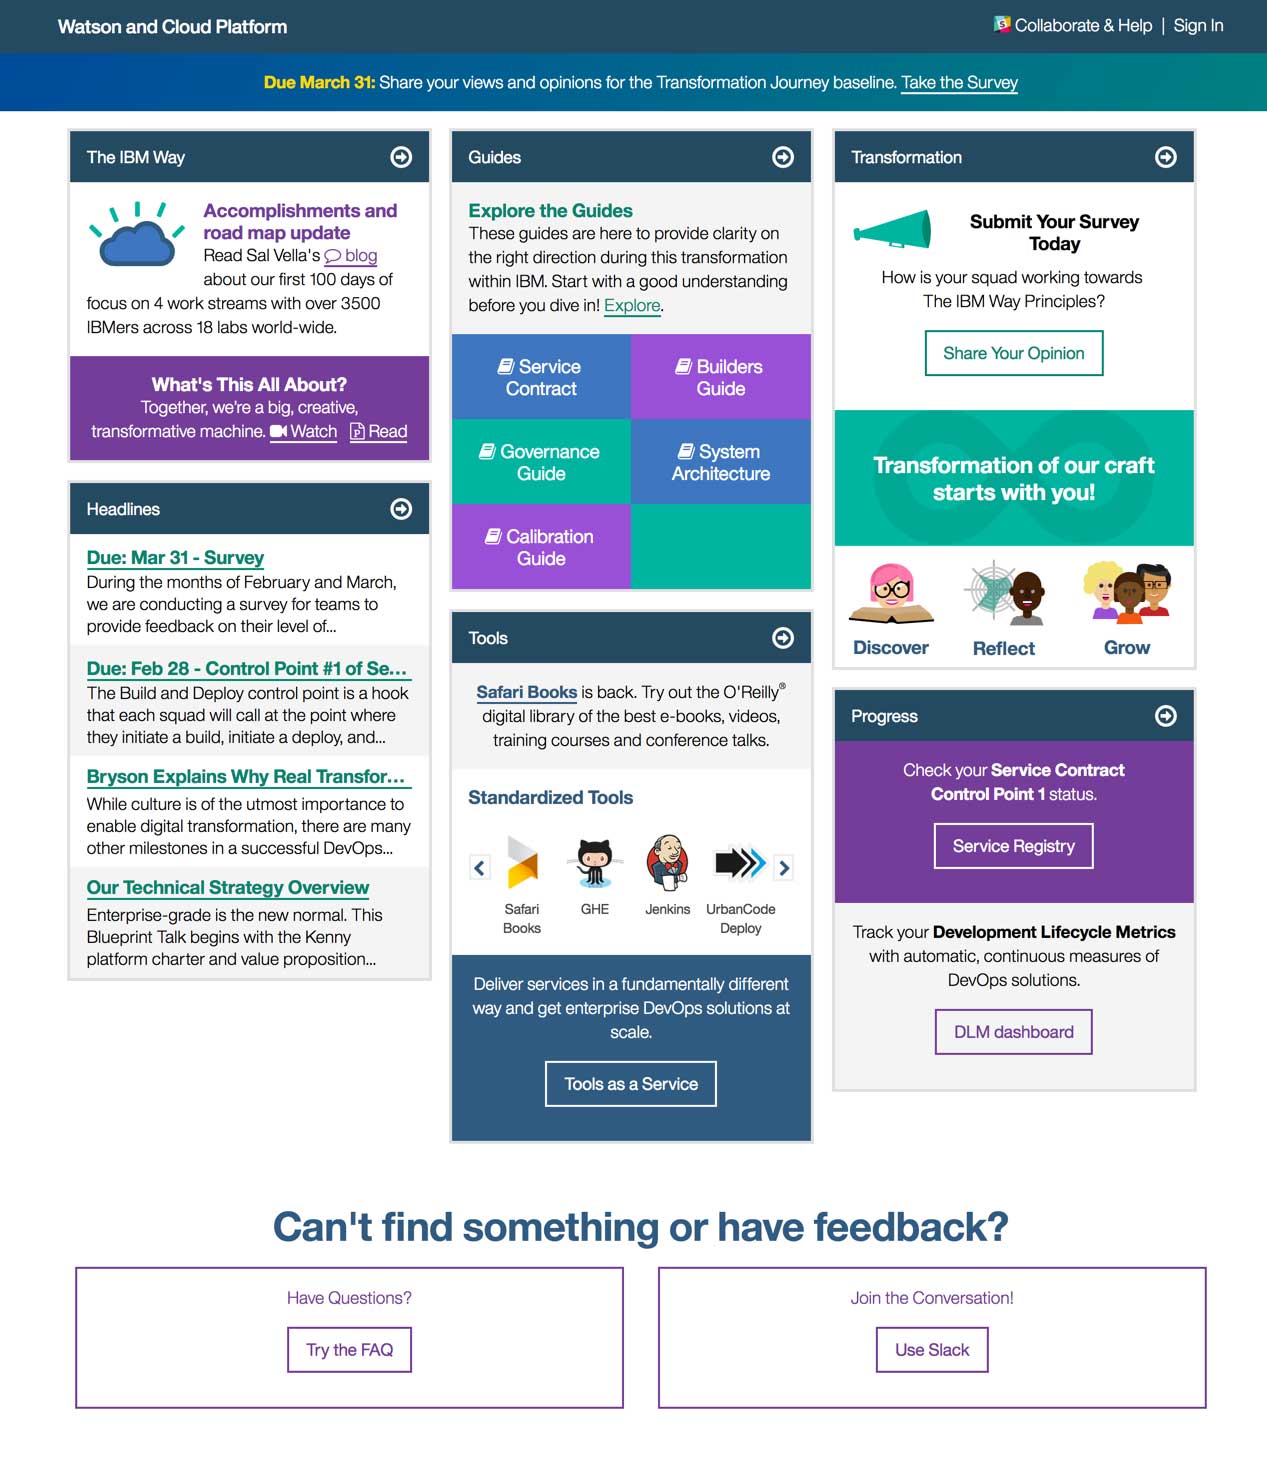 Watson and Cloud Platform
Collaborate & Help | Sign In
Due March 31: Share your views and opinions for the Transformation Journey baseline. Take the Survey
The IBM Way
Accomplishments and
road map update
Read Sal Vella's blog
about our first 100 days of
focus on 4 work streams with over 3500
IBMers across 18 labs world-wide.
What's This All About?
Together, we're a big, creative,
transformative machine. Watch Read
Headlines
Due: Mar 31 - Survey
During the months of February and March,
we are conducting a survey for teams to
provide feedback on their level of...
Due: Feb 28 - Control Point #1 of Se...
The Build and Deploy control point is a hook
that each squad will call at the point where
they initiate a build, initiate a deploy, and...
Bryson Explains Why Real Transfor...
While culture is of the utmost importance to
enable digital transformation, there are many
other milestones in a successful DevOps...
Our Technical Strategy Overview
Enterprise-grade is the new normal. This
Blueprint Talk begins with the Kenny
platform charter and value proposition...
Guides
Explore the Guides
These guides are here to provide clarity on
the right direction during this transformation
within IBM. Start with a good understanding
before you dive in! Explore.
Service
Contract
Builders
Guide
Governance
Guide
System
Architecture
Calibration
Guide
Tools
Safari Books is back. Try out the O'Reilly®
digital library of the best e-books, videos,
training courses and conference talks.
Standardized Tools
Safari
Books
GHE
Jenkins
UrbanCode
Deploy
Deliver services in a fundamentally different
way and get enterprise DevOps solutions at
scale.
Tools as a Service
Transformation
Submit Your Survey
Today
How is your squad working towards
The IBM Way Principles?
Share Your Opinion
Transformation of our craft
starts with you!
Discover
Reflect
Grow
Progress
Check your Service Contract
Control Point 1 status.
Service Registry
Track your Development Lifecycle Metrics
with automatic, continuous measures of
DevOps solutions.
DLM dashboard
Can't find something or have feedback?
Have Questions?
Try the FAQ
Join the Conversation!
Use Slack